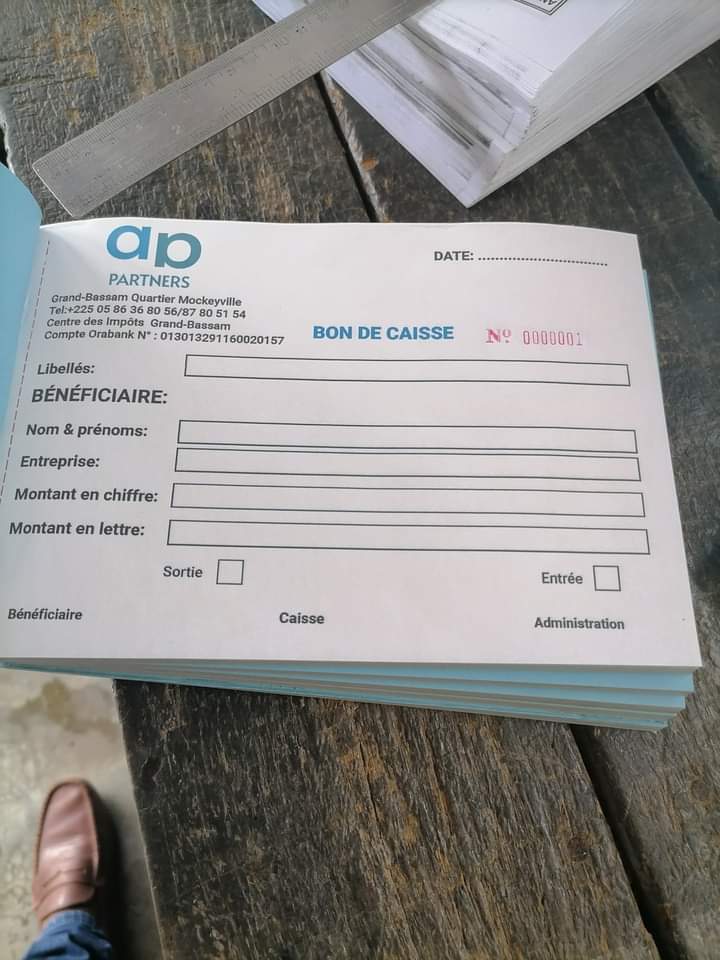 ap
PARTNERS
DATE: ...............................
Grand-Bassam Quartier Mockeyville
Tel:+225 05 86 36 80 56/87 80 51 54
Centre des Impôts Grand-Bassam
Compte Orabank N° : 013013291160020157
BON DE CAISSE Nº 0000001
Libellés:
BÉNÉFICIAIRE:
Nom & prénoms:
Entreprise:
Montant en chiffre:
Montant en lettre:
Sortie Entrée
Bénéficiaire Caisse Administration